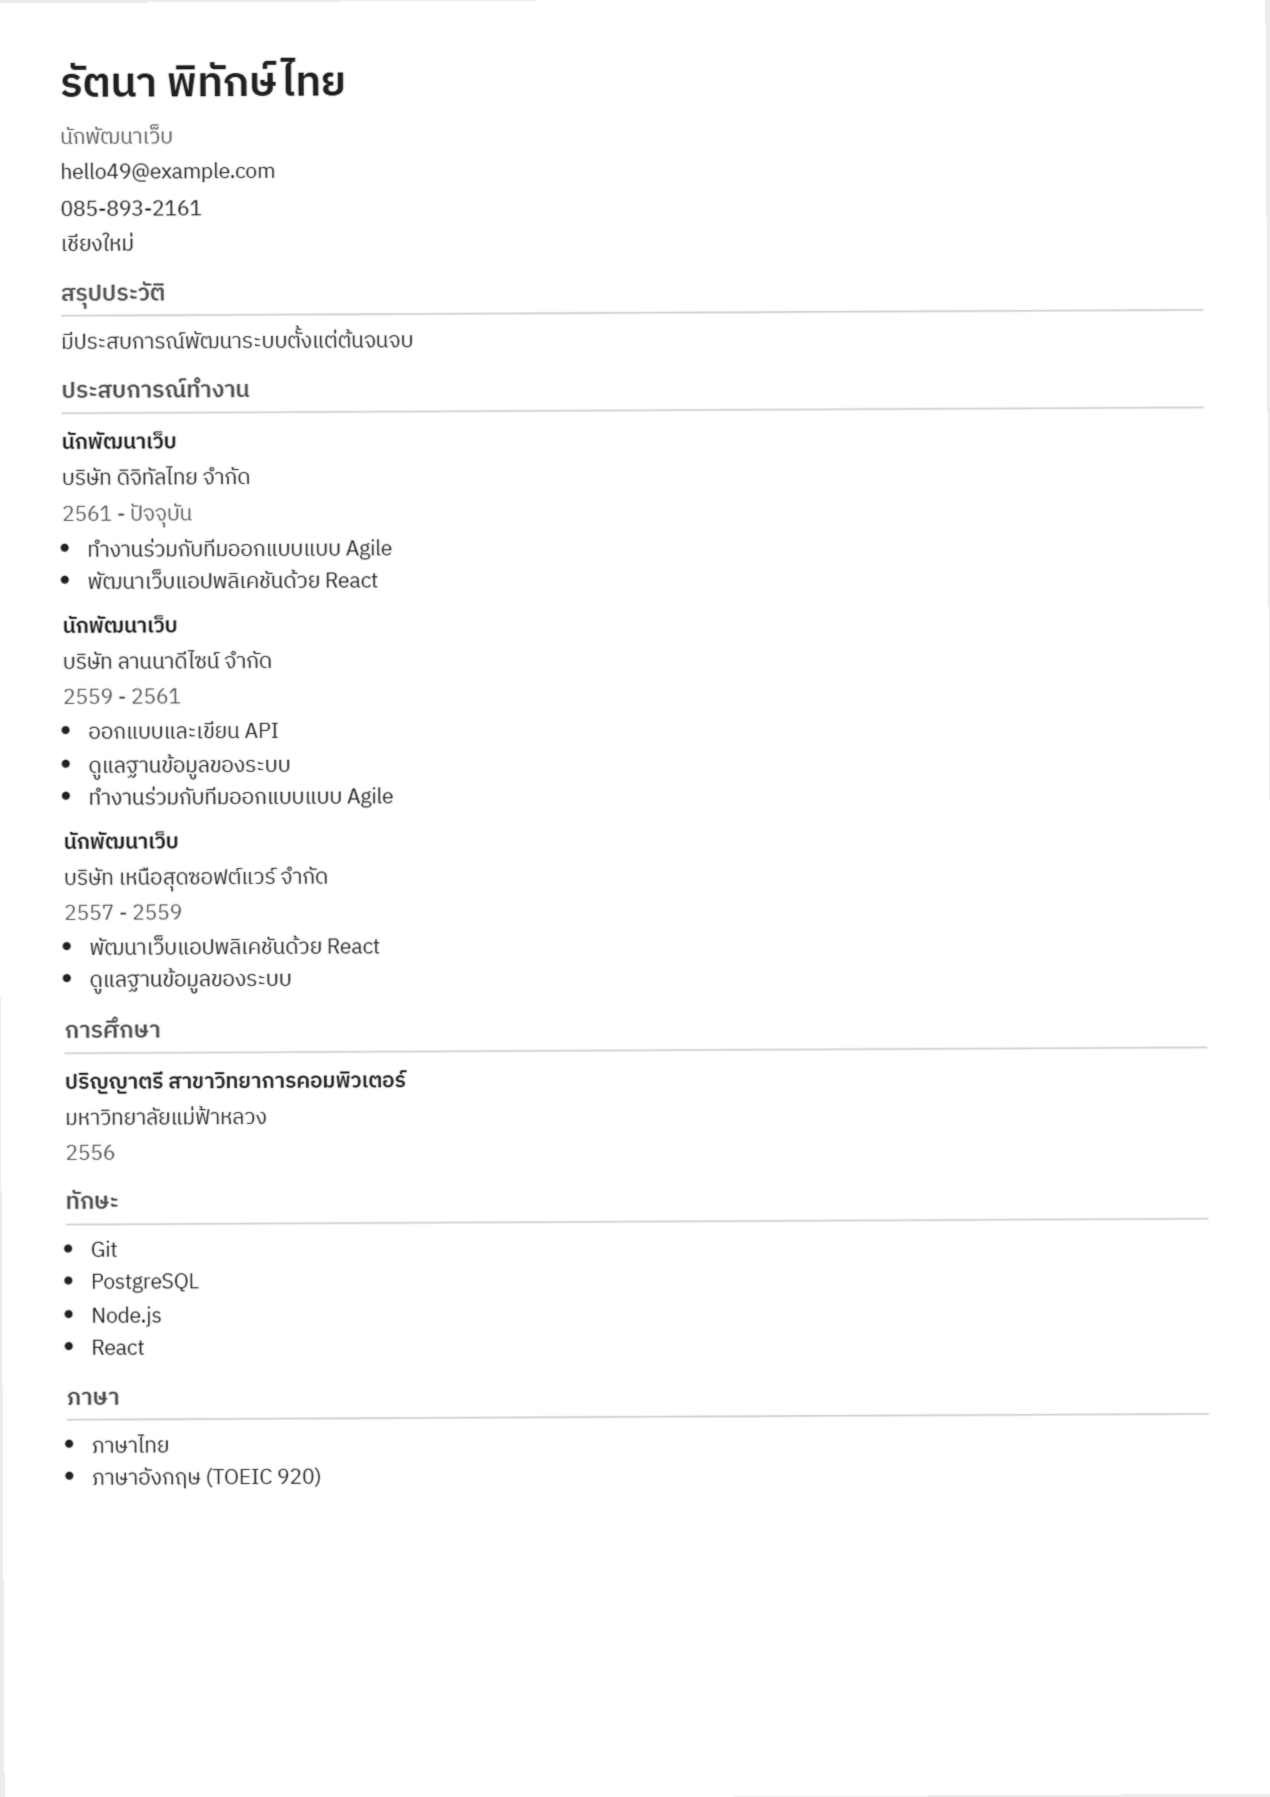 รัตนา พิทักษ์ไทย
นักพัฒนาเว็บ
hello49@example.com
085-893-2161
เชียงใหม่
สรุปประวัติ
มีประสบการณ์พัฒนาระบบตั้งแต่ต้นจนจบ
ประสบการณ์ทำงาน
นักพัฒนาเว็บ
บริษัท ดิจิทัลไทย จำกัด
2561 - ปัจจุบัน
• ทำงานร่วมกับทีมออกแบบแบบ Agile
• พัฒนาเว็บแอปพลิเคชันด้วย React
นักพัฒนาเว็บ
บริษัท ลานนาดีไซน์ จำกัด
2559 - 2561
• ออกแบบและเขียน API
• ดูแลฐานข้อมูลของระบบ
• ทำงานร่วมกับทีมออกแบบแบบ Agile
นักพัฒนาเว็บ
บริษัท เหนือสุดซอฟต์แวร์ จำกัด
2557 - 2559
• พัฒนาเว็บแอปพลิเคชันด้วย React
• ดูแลฐานข้อมูลของระบบ
การศึกษา
ปริญญาตรี สาขาวิทยาการคอมพิวเตอร์
มหาวิทยาลัยแม่ฟ้าหลวง
2556
ทักษะ
• Git
• PostgreSQL
• Node.js
• React
ภาษา
• ภาษาไทย
• ภาษาอังกฤษ (TOEIC 920)